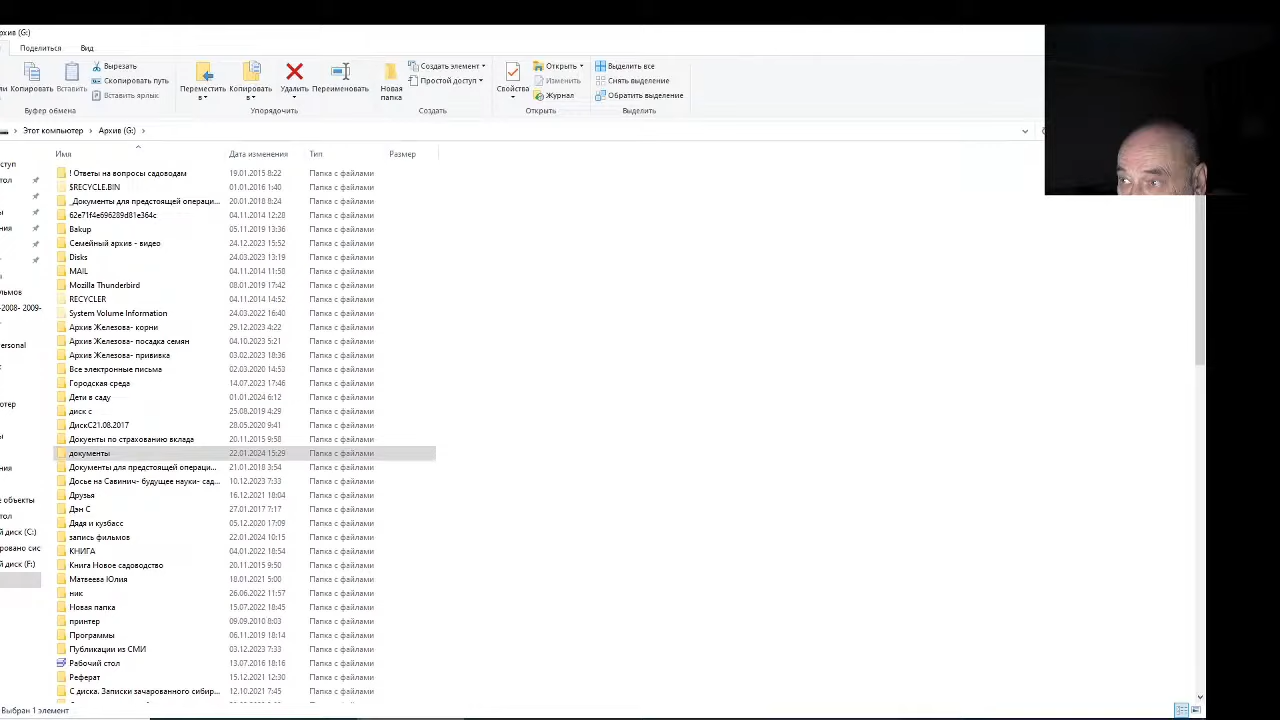 рхив (G:)
Поделиться Вид
Копировать Вставить Вырезать
Скопировать путь
Вставить ярлык
Буфер обмена
Переместить в Копировать в Удалить Переименовать
Упорядочить
Новая папка
Создать элемент
Простой доступ
Создать
Свойства
Открыть
Изменить
Журнал
Открыть
Выделить все
Снять выделение
Обратить выделение
Выделить
Этот компьютер Архив (G:)
Имя Дата изменения Тип Размер
! Ответы на вопросы садоводам 19.01.2015 8:22 Папка с файлами
$RECYCLE.BIN 01.01.2016 1:40 Папка с файлами
_Документы для предстоящей операци... 20.01.2018 8:24 Папка с файлами
62e71f4e696289d81e364c 04.11.2014 12:28 Папка с файлами
Bakup 05.11.2019 13:36 Папка с файлами
Cемейный архив - видео 24.12.2023 15:52 Папка с файлами
Disks 24.03.2023 13:19 Папка с файлами
MAIL 04.11.2014 11:58 Папка с файлами
Mozilla Thunderbird 08.01.2019 17:42 Папка с файлами
RECYCLER 04.11.2014 14:52 Папка с файлами
System Volume Information 24.03.2022 16:40 Папка с файлами
Архив Железова- корни 29.12.2023 4:22 Папка с файлами
Архив Железова- посадка семян 04.10.2023 5:21 Папка с файлами
Архив Железова- прививка 03.02.2023 18:36 Папка с файлами
Все электронные письма 02.03.2020 14:53 Папка с файлами
Городская среда 14.07.2023 17:46 Папка с файлами
Дети в саду 01.01.2024 6:12 Папка с файлами
диск с 25.08.2019 4:29 Папка с файлами
ДискС21.08.2017 28.05.2020 9:41 Папка с файлами
Докуенты по страхованию вклада 20.11.2015 9:58 Папка с файлами
документы 22.01.2024 15:29 Папка с файлами
Документы для предстоящей операци... 21.01.2018 3:54 Папка с файлами
Досье на Савинич- будущее науки- сад... 10.12.2023 7:33 Папка с файлами
Друзья 16.12.2021 18:04 Папка с файлами
Дэн С 27.01.2017 7:17 Папка с файлами
Дядя и кузбасс 05.12.2020 17:09 Папка с файлами
запись фильмов 22.01.2024 10:15 Папка с файлами
КНИГА 04.01.2022 18:54 Папка с файлами
Книга Новое садоводство 20.11.2015 9:50 Папка с файлами
Матвеева Юлия 18.01.2021 5:00 Папка с файлами
ник 26.06.2022 11:57 Папка с файлами
Новая папка 15.07.2022 18:45 Папка с файлами
принтер 09.09.2010 8:03 Папка с файлами
Программы 06.11.2019 18:14 Папка с файлами
Публикации из СМИ 03.12.2023 7:33 Папка с файлами
Рабочий стол 13.07.2016 18:16 Папка с файлами
Реферат 15.12.2021 12:30 Папка с файлами
С диска. Записки зачарованного сибир... 12.10.2021 7:45 Папка с файлами
ступ
тол
ы
ния
льмов
-2008- 2009-
ersonal
ютер
ы
ния
е объекты
тол
й диск (C:)
ировано сис
й диск (F:)
Выбран 1 элемент